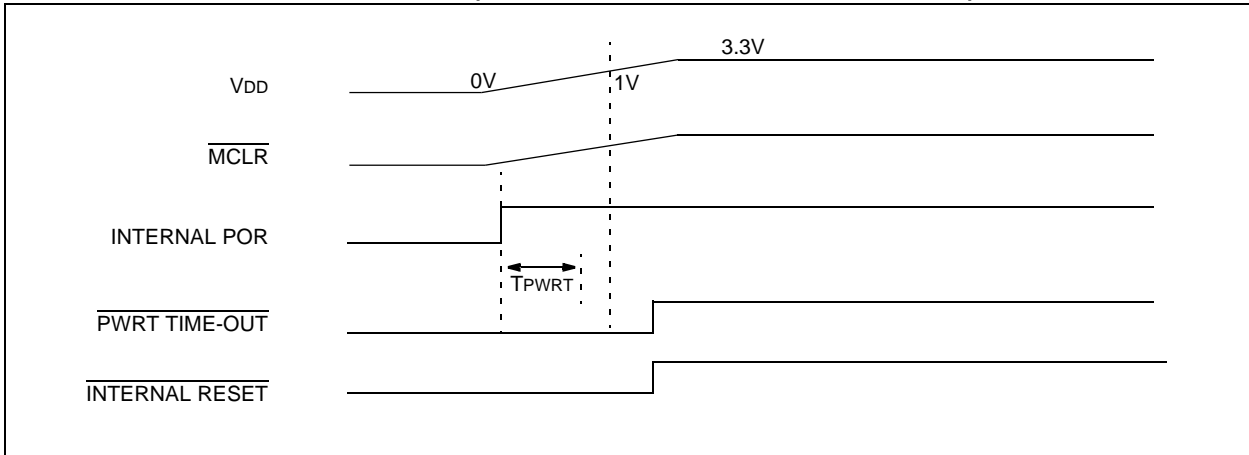 3.3V
VDD
0V
1V
MCLR
INTERNAL POR
TPWRT
PWRT TIME-OUT
INTERNAL RESET